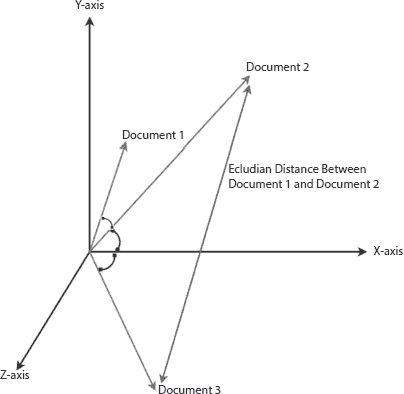 Y-axis
Document 2
Document 1
Ecludian Distance Between
Document 1 and Document 2
X-axis
Z-axis
Document 3